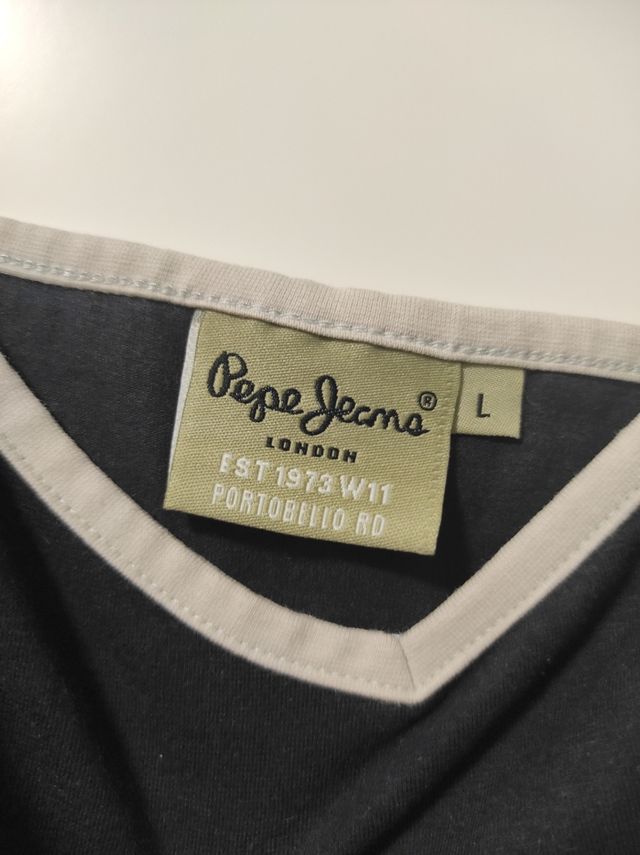 Pepe Jeans®
LONDON
EST 1973 W11
PORTOBELLO RD
L